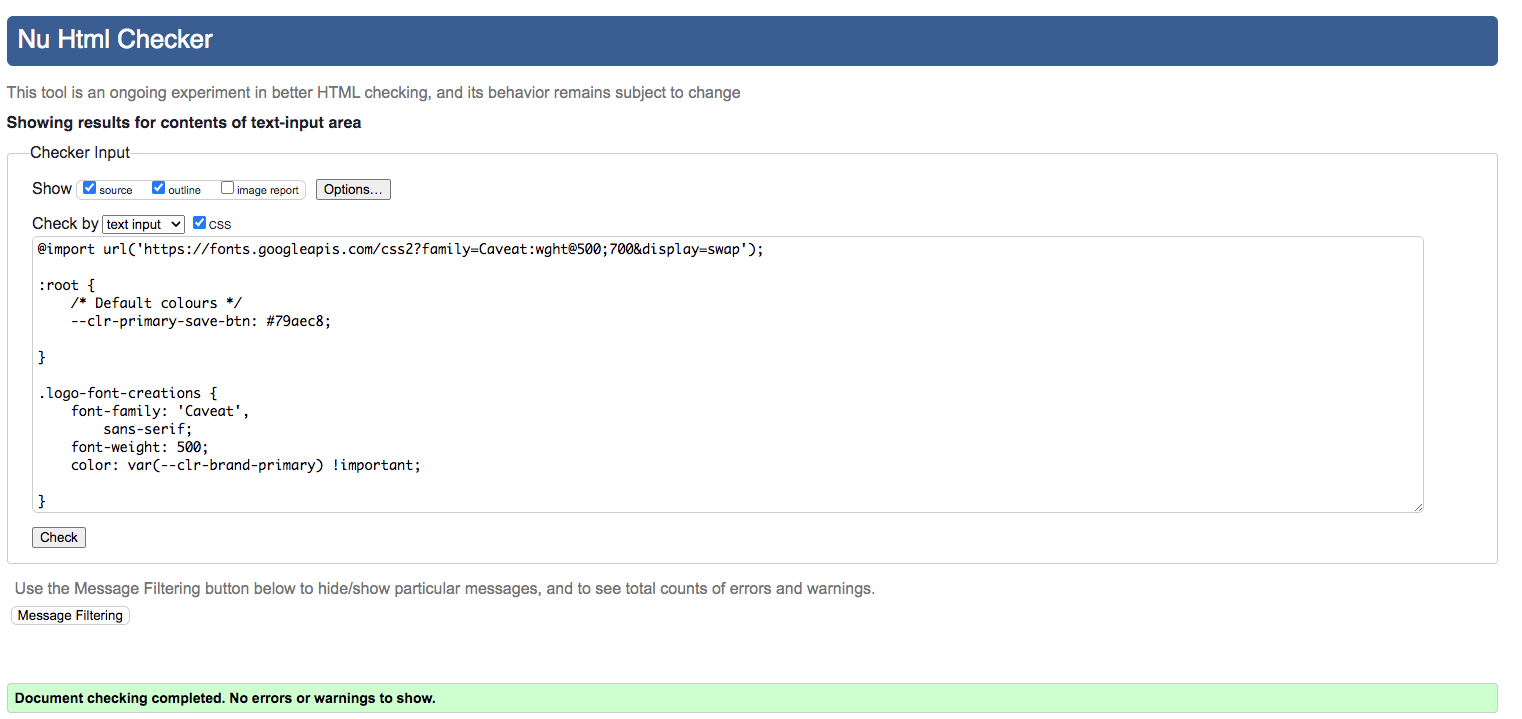 Nu Html Checker
This tool is an ongoing experiment in better HTML checking, and its behavior remains subject to change
Showing results for contents of text-input area
Checker Input
Show source outline image report Options...
Check by text input CSS
@import url('https://fonts.googleapis.com/css2?family=Caveat:wght@500;700&display=swap');
:root {
/* Default colours */
--clr-primary-save-btn: #79aec8;
}
.logo-font-creations {
font-family: 'Caveat',
sans-serif;
font-weight: 500;
color: var(--clr-brand-primary) !important;
}
Check
Use the Message Filtering button below to hide/show particular messages, and to see total counts of errors and warnings.
Message Filtering
Document checking completed. No errors or warnings to show.